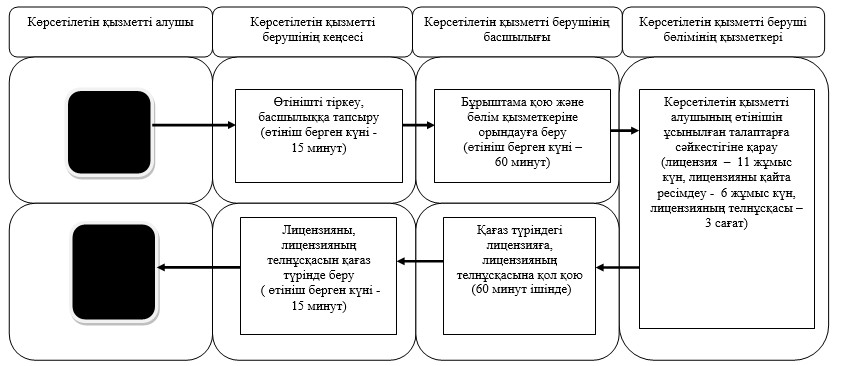 Көрсетілетін қызметті алушы
Көрсетілетін қызметті
берушінің кеңсесі
Көрсетілетін қызметті берушінің
басшылығы
Көрсетілетін қызметті беруші
бөлімінің қызметкері
Өтінішті тіркеу,
басшылыққа тапсыру
(өтініш берген күні -
15 минут)
Бұрыштама қою және
бөлім қызметкеріне
орындауға беру
(өтініш берген күні –
60 минут)
Көрсетілетін қызметті
алушының өтінішін
ұсынылған талаптарға
сәйкестігіне қарау
(лицензия – 11 жұмыс
күн, лицензияны қайта
ресімдеу - 6 жұмыс күн,
лицензияның телнұсқасы –
3 сағат)
Лицензияны,
лицензияның
телнұсқасын қағаз
түрінде беру
( өтініш берген күні -
15 минут)
Қағаз түріндегі
лицензияға,
лицензияның
телнұсқасына қол қою
(60 минут ішінде)